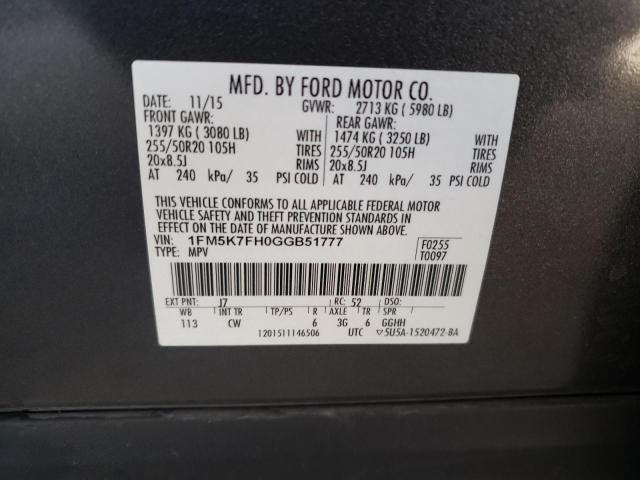 MFD. BY FORD MOTOR CO.
DATE: 11/15 GVWR: 2713 KG ( 5980 LB)
FRONT GAWR: REAR GAWR:
1397 KG ( 3080 LB) WITH 1474 KG ( 3250 LB) WITH
255/50R20 105H TIRES 255/50R20 105H TIRES
20x8.5J RIMS 20x8.5J RIMS
AT 240 kPa/ 35 PSI COLD AT 240 kPa/ 35 PSI COLD
THIS VEHICLE CONFORMS TO ALL APPLICABLE FEDERAL MOTOR
VEHICLE SAFETY AND THEFT PREVENTION STANDARDS IN
EFFECT ON THE DATE OF MANUFACTURE SHOWN ABOVE.
VIN: 1FM5K7FH0GGB51777 F0255
TYPE: MPV T0097
EXT PNT: J7 RC: 52 DSO:
WB INT TR TP/PS R AXLE TR SPR
113 CW 6 3G 6 GGHH
1201511146506 UTC ▽5U5A-1520472-BA